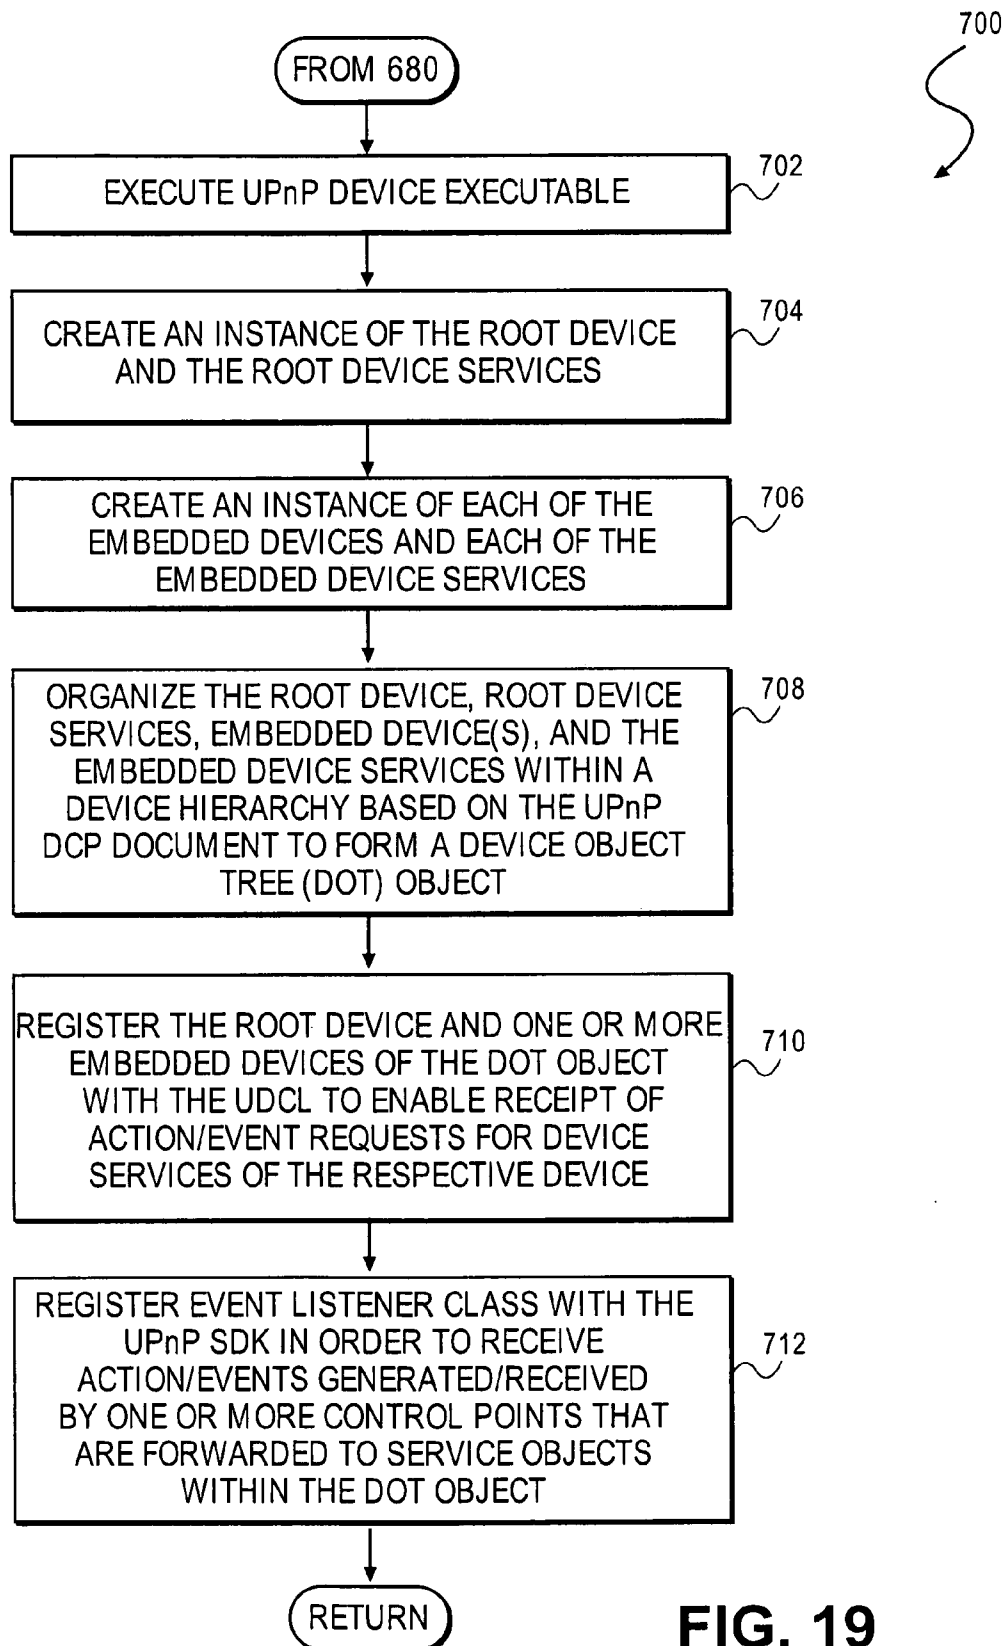 700
FROM 680
EXECUTE UPnP DEVICE EXECUTABLE
702
CREATE AN INSTANCE OF THE ROOT DEVICE
AND THE ROOT DEVICE SERVICES
704
CREATE AN INSTANCE OF EACH OF THE
EMBEDDED DEVICES AND EACH OF THE
EMBEDDED DEVICE SERVICES
706
ORGANIZE THE ROOT DEVICE, ROOT DEVICE
SERVICES, EMBEDDED DEVICE(S), AND THE
EMBEDDED DEVICE SERVICES WITHIN A
DEVICE HIERARCHY BASED ON THE UPnP
DCP DOCUMENT TO FORM A DEVICE OBJECT
TREE (DOT) OBJECT
708
REGISTER THE ROOT DEVICE AND ONE OR MORE
EMBEDDED DEVICES OF THE DOT OBJECT
WITH THE UDCL TO ENABLE RECEIPT OF
ACTION/EVENT REQUESTS FOR DEVICE
SERVICES OF THE RESPECTIVE DEVICE
710
REGISTER EVENT LISTENER CLASS WITH THE
UPnP SDK IN ORDER TO RECEIVE
ACTION/EVENTS GENERATED/RECEIVED
BY ONE OR MORE CONTROL POINTS THAT
ARE FORWARDED TO SERVICE OBJECTS
WITHIN THE DOT OBJECT
712
RETURN
FIG. 19